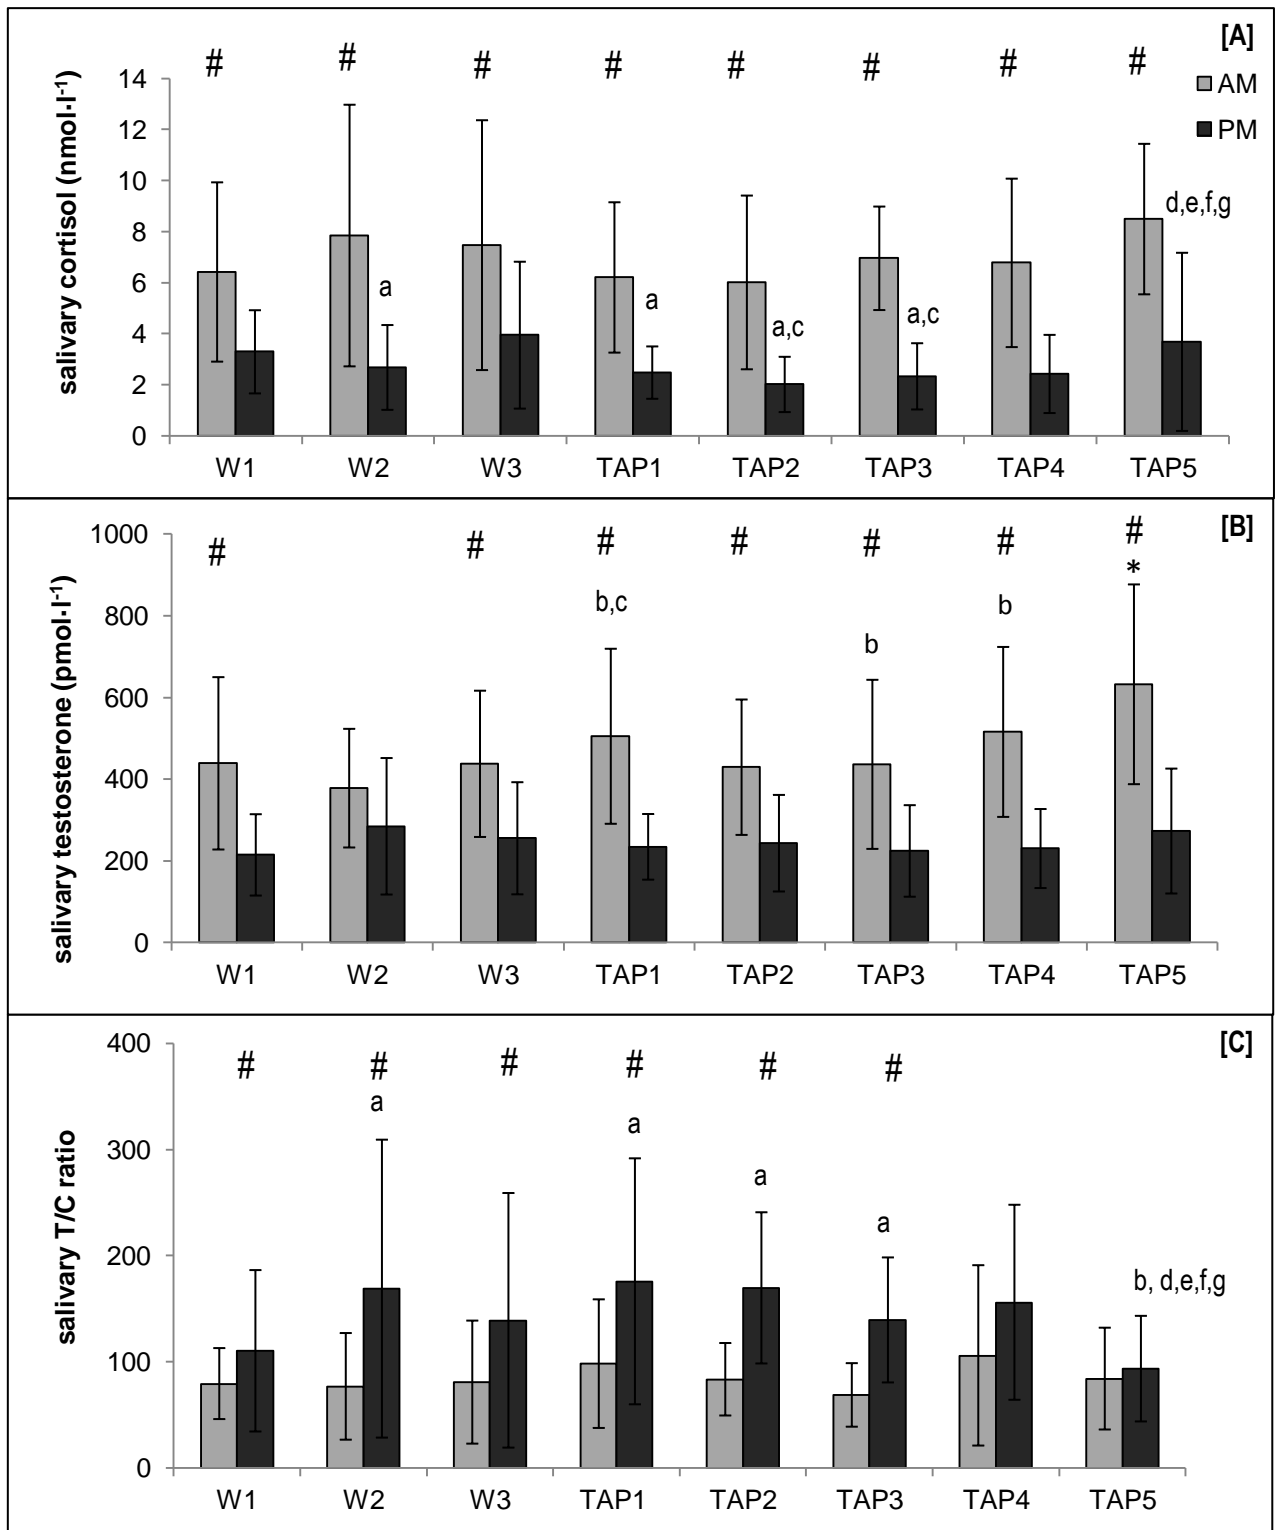 [A]
# # # # # # # #
salivary cortisol (nmol·l-1)
14
12
10
8
6
4
2
0
AM
PM
a a a,c a,c d,e,f,g
W1 W2 W3 TAP1 TAP2 TAP3 TAP4 TAP5
[B]
# # # # # # #
*
b,c b b
salivary testosterone (pmol·l-1)
1000
800
600
400
200
0
W1 W2 W3 TAP1 TAP2 TAP3 TAP4 TAP5
[C]
# # # # # #
a a a a b, d,e,f,g
salivary T/C ratio
400
300
200
100
0
W1 W2 W3 TAP1 TAP2 TAP3 TAP4 TAP5